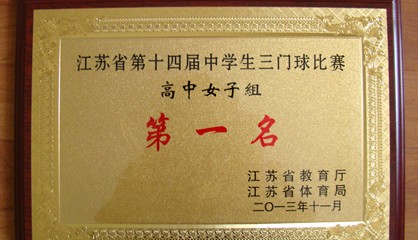 江苏省第十四届中学生三门球比赛
高中女子组
第一名
江苏省教育厅
江苏省体育局
二〇一三年十一月